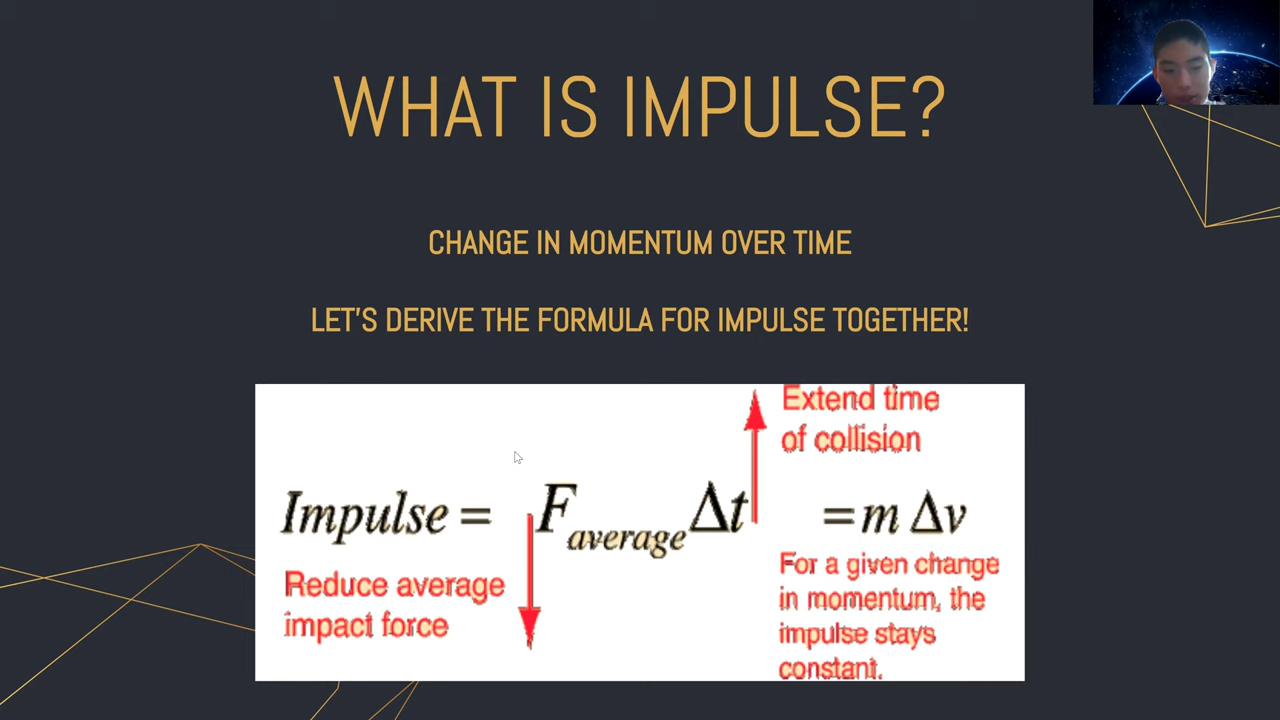 WHAT IS IMPULSE?
CHANGE IN MOMENTUM OVER TIME
LET'S DERIVE THE FORMULA FOR IMPULSE TOGETHER!
Extend time
of collision
Impulse = F average Δt = m Δv
Reduce average
impact force
For a given change
in momentum, the
impulse stays
constant.